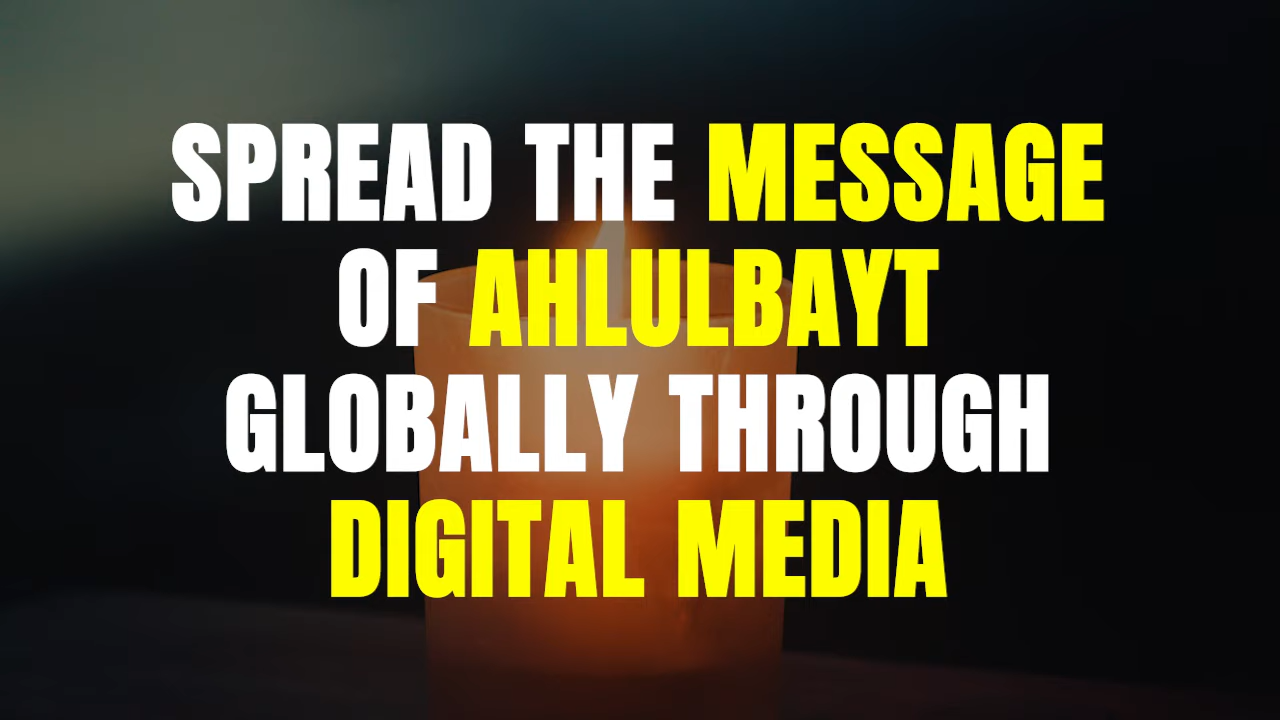 SPREAD THE MESSAGE
OF AHLULBAYT
GLOBALLY THROUGH
DIGITAL MEDIA